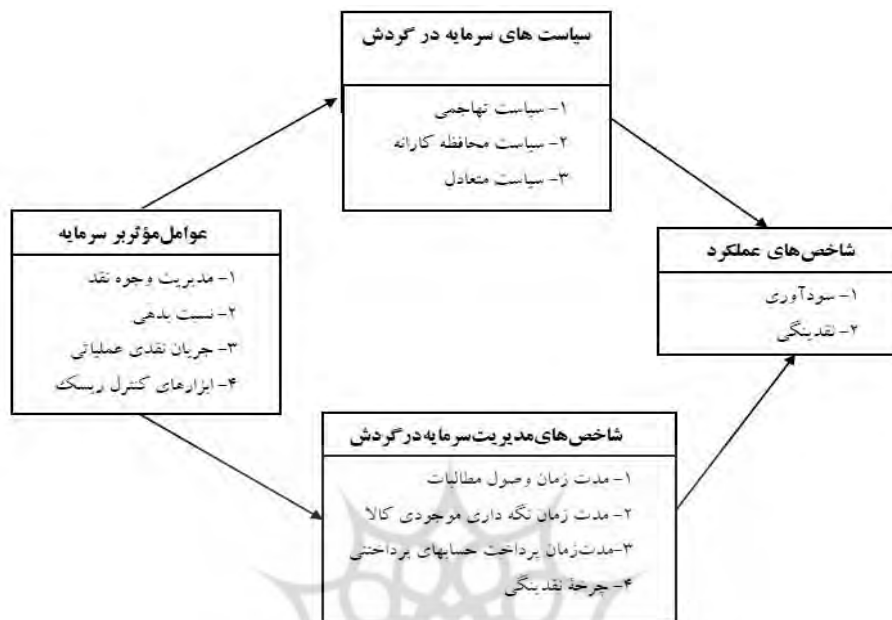 سیاست های سرمایه در گردش
۱- سیاست تهاجمی
۲- سیاست محافظه کارانه
۳- سیاست متعادل
عوامل‌مؤثربر سرمایه
۱- مدیریت وجوه نقد
۲- نسبت بدهی
۳- جریان نقدی عملیاتی
۴- ابزارهای کنترل ریسک
شاخص‌های عملکرد
۱- سودآوری
۲- نقدینگی
شاخص‌های‌مدیریت‌سرمایه‌درگردش
۱- مدت زمان وصول مطالبات
۲- مدت زمان نگه داری موجودی کالا
۳-مدت‌زمان پرداخت حسابهای پرداختنی
۴- چرخۀ نقدینگی